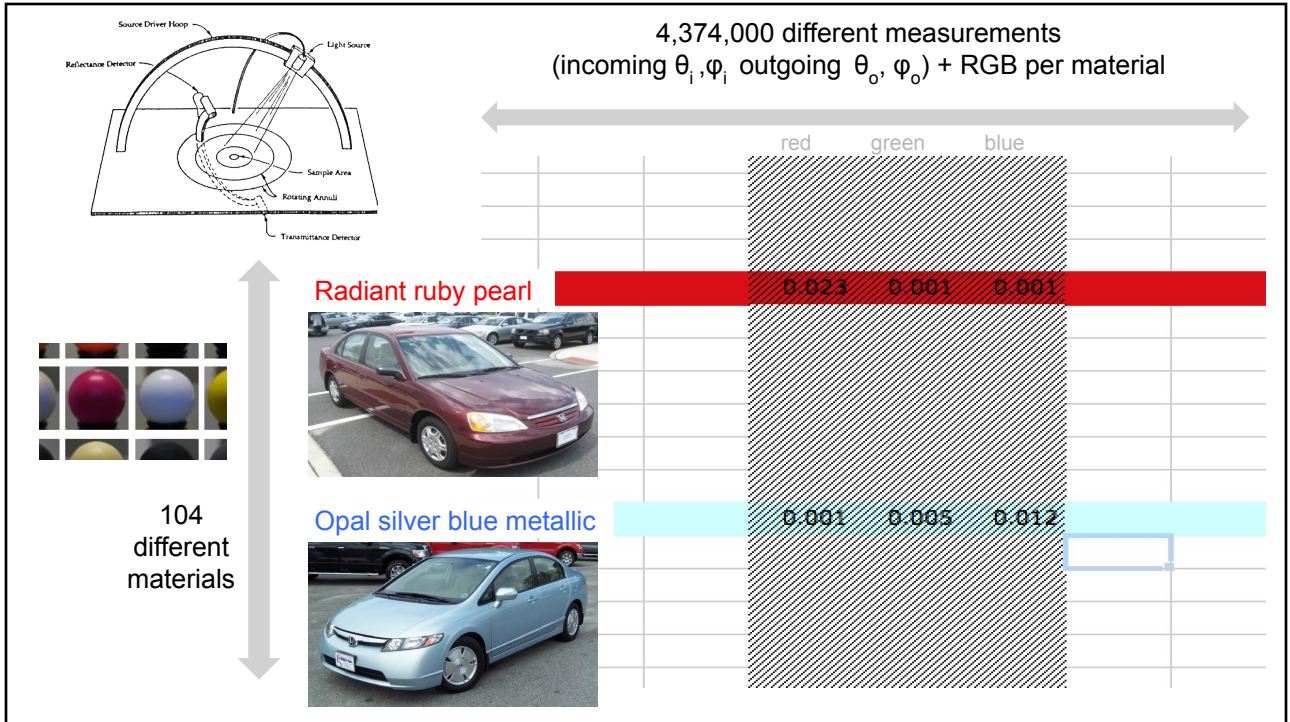 Source Driver Hoop
Light Source
Reflectance Detector
Sample Area
Rotating Annuli
Transmittance Detector
4,374,000 different measurements
(incoming θi ,φi outgoing θo, φo) + RGB per material
red green blue
Radiant ruby pearl 0.023 0.001 0.001
104
different
materials
Opal silver blue metallic 0.001 0.005 0.012